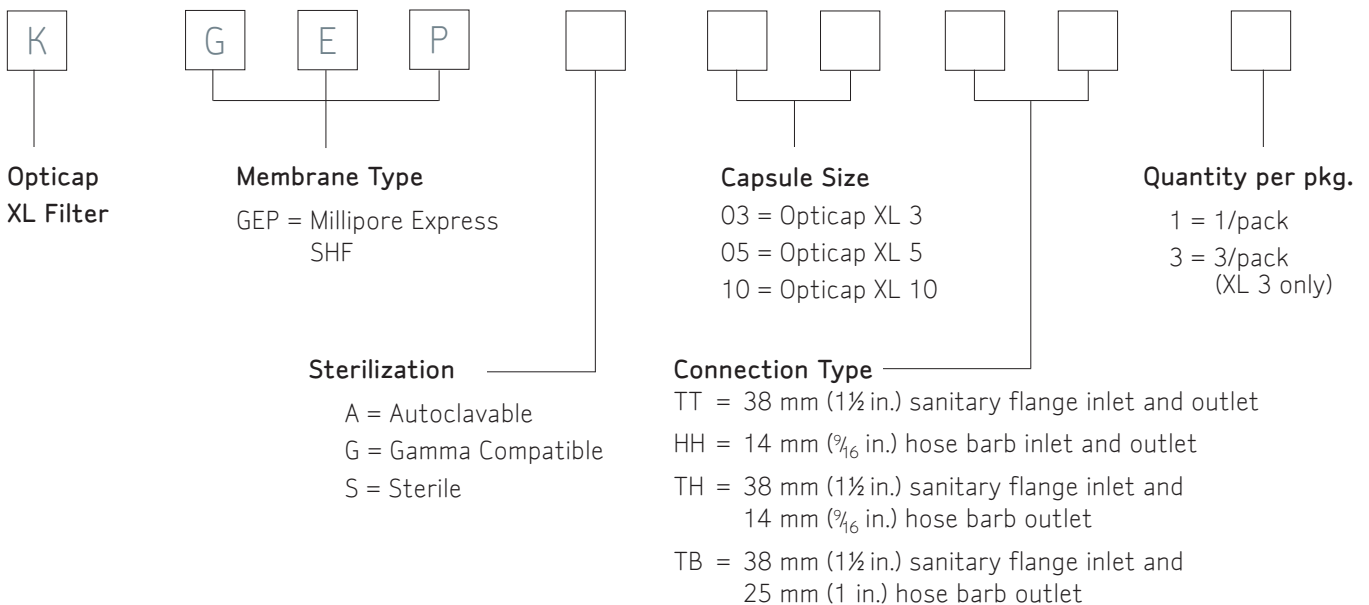 K G E P
Opticap
XL Filter
Membrane Type
GEP = Millipore Express
SHF
Capsule Size
03 = Opticap XL 3
05 = Opticap XL 5
10 = Opticap XL 10
Quantity per pkg.
1 = 1/pack
3 = 3/pack
(XL 3 only)
Sterilization
A = Autoclavable
G = Gamma Compatible
S = Sterile
Connection Type
TT = 38 mm (1½ in.) sanitary flange inlet and outlet
HH = 14 mm (9⁄16 in.) hose barb inlet and outlet
TH = 38 mm (1½ in.) sanitary flange inlet and
14 mm (9⁄16 in.) hose barb outlet
TB = 38 mm (1½ in.) sanitary flange inlet and
25 mm (1 in.) hose barb outlet